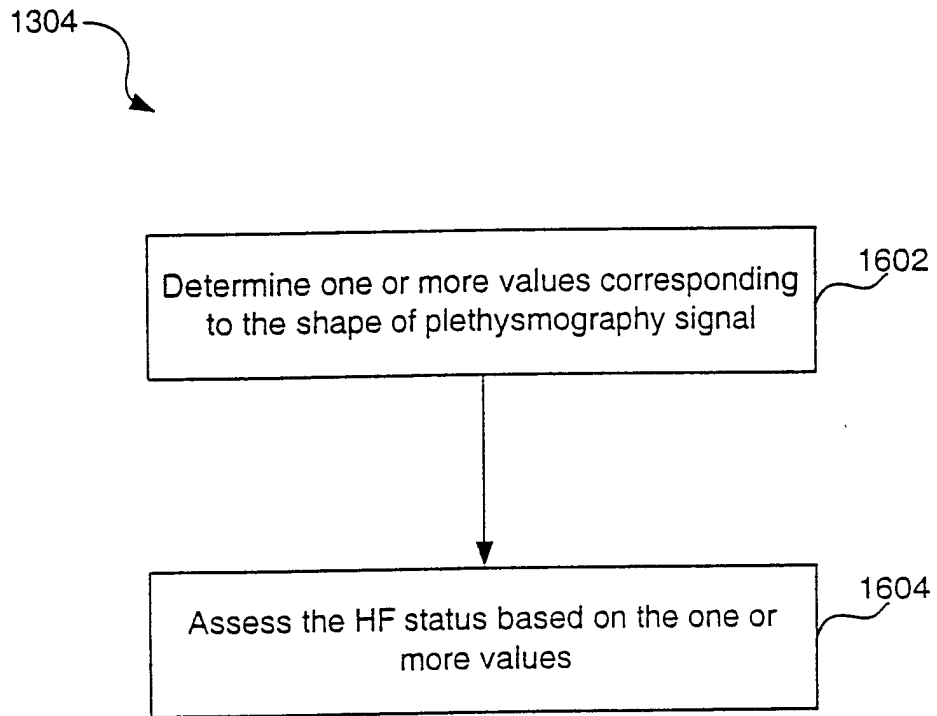 1304
Determine one or more values corresponding
to the shape of plethysmography signal
1602
Assess the HF status based on the one or
more values
1604